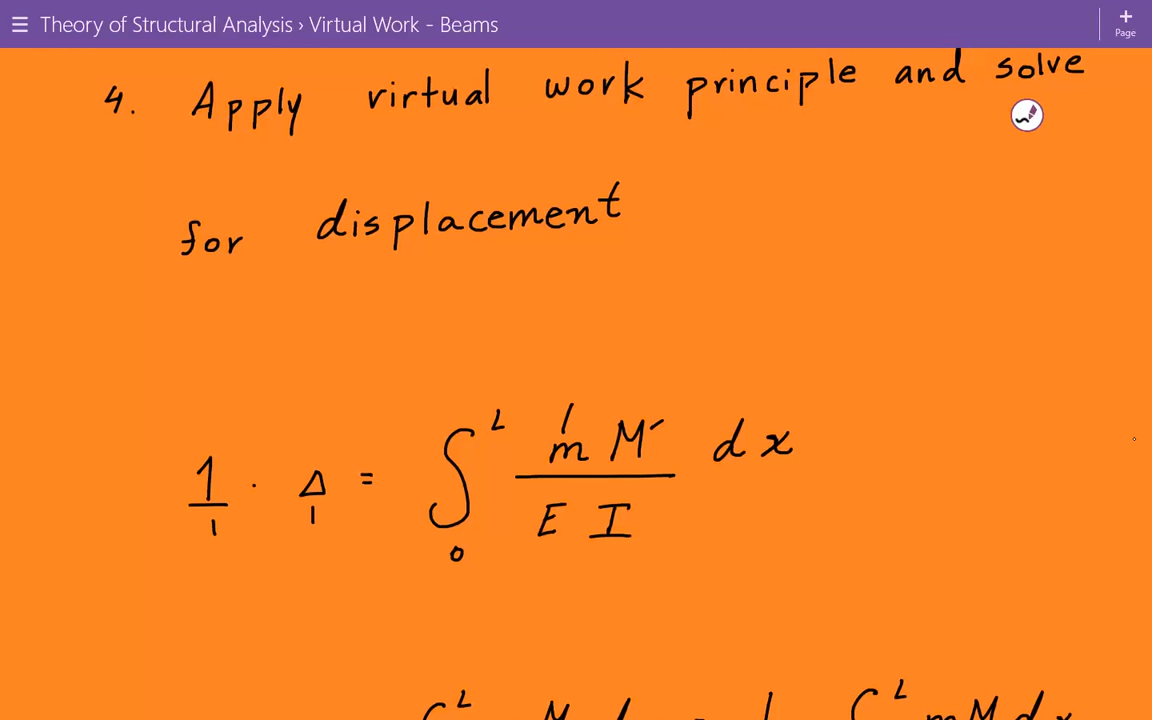 Theory of Structural Analysis › Virtual Work - Beams
Page
4. Apply virtual work principle and solve
for displacement
1 · Δ = ∫₀ᴸ mM / EI dx